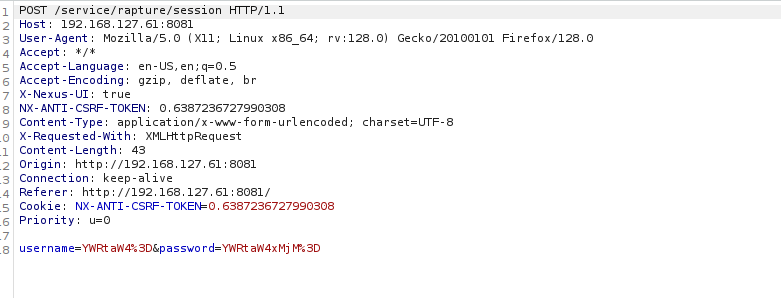 1 POST /service/rapture/session HTTP/1.1
2 Host: 192.168.127.61:8081
3 User-Agent: Mozilla/5.0 (X11; Linux x86_64; rv:128.0) Gecko/20100101 Firefox/128.0
4 Accept: */*
5 Accept-Language: en-US,en;q=0.5
6 Accept-Encoding: gzip, deflate, br
7 X-Nexus-UI: true
8 NX-ANTI-CSRF-TOKEN: 0.6387236727990308
9 Content-Type: application/x-www-form-urlencoded; charset=UTF-8
10 X-Requested-With: XMLHttpRequest
11 Content-Length: 43
12 Origin: http://192.168.127.61:8081
13 Connection: keep-alive
14 Referer: http://192.168.127.61:8081/
15 Cookie: NX-ANTI-CSRF-TOKEN=0.6387236727990308
16 Priority: u=0
17
18 username=YWRtaW4%3D&password=YWRtaW4xMjM%3D